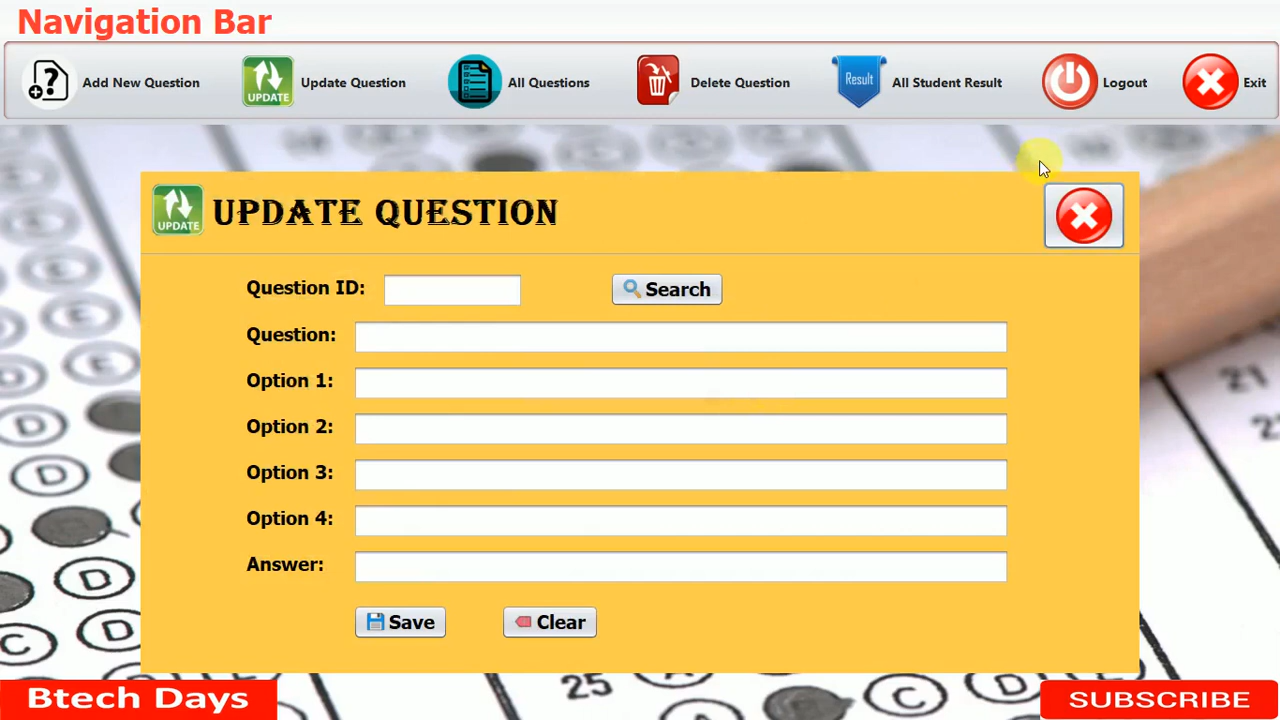 Navigation Bar
Add New Question
UPDATE
Update Question
All Questions
Delete Question
Result
All Student Result
Logout
Exit
UPDATE
UPDATE QUESTION
Question ID:
Search
Question:
Option 1:
Option 2:
Option 3:
Option 4:
Answer:
Save
Clear
21
D
D
D
C
25
C
D
Btech Days
SUBSCRIBE